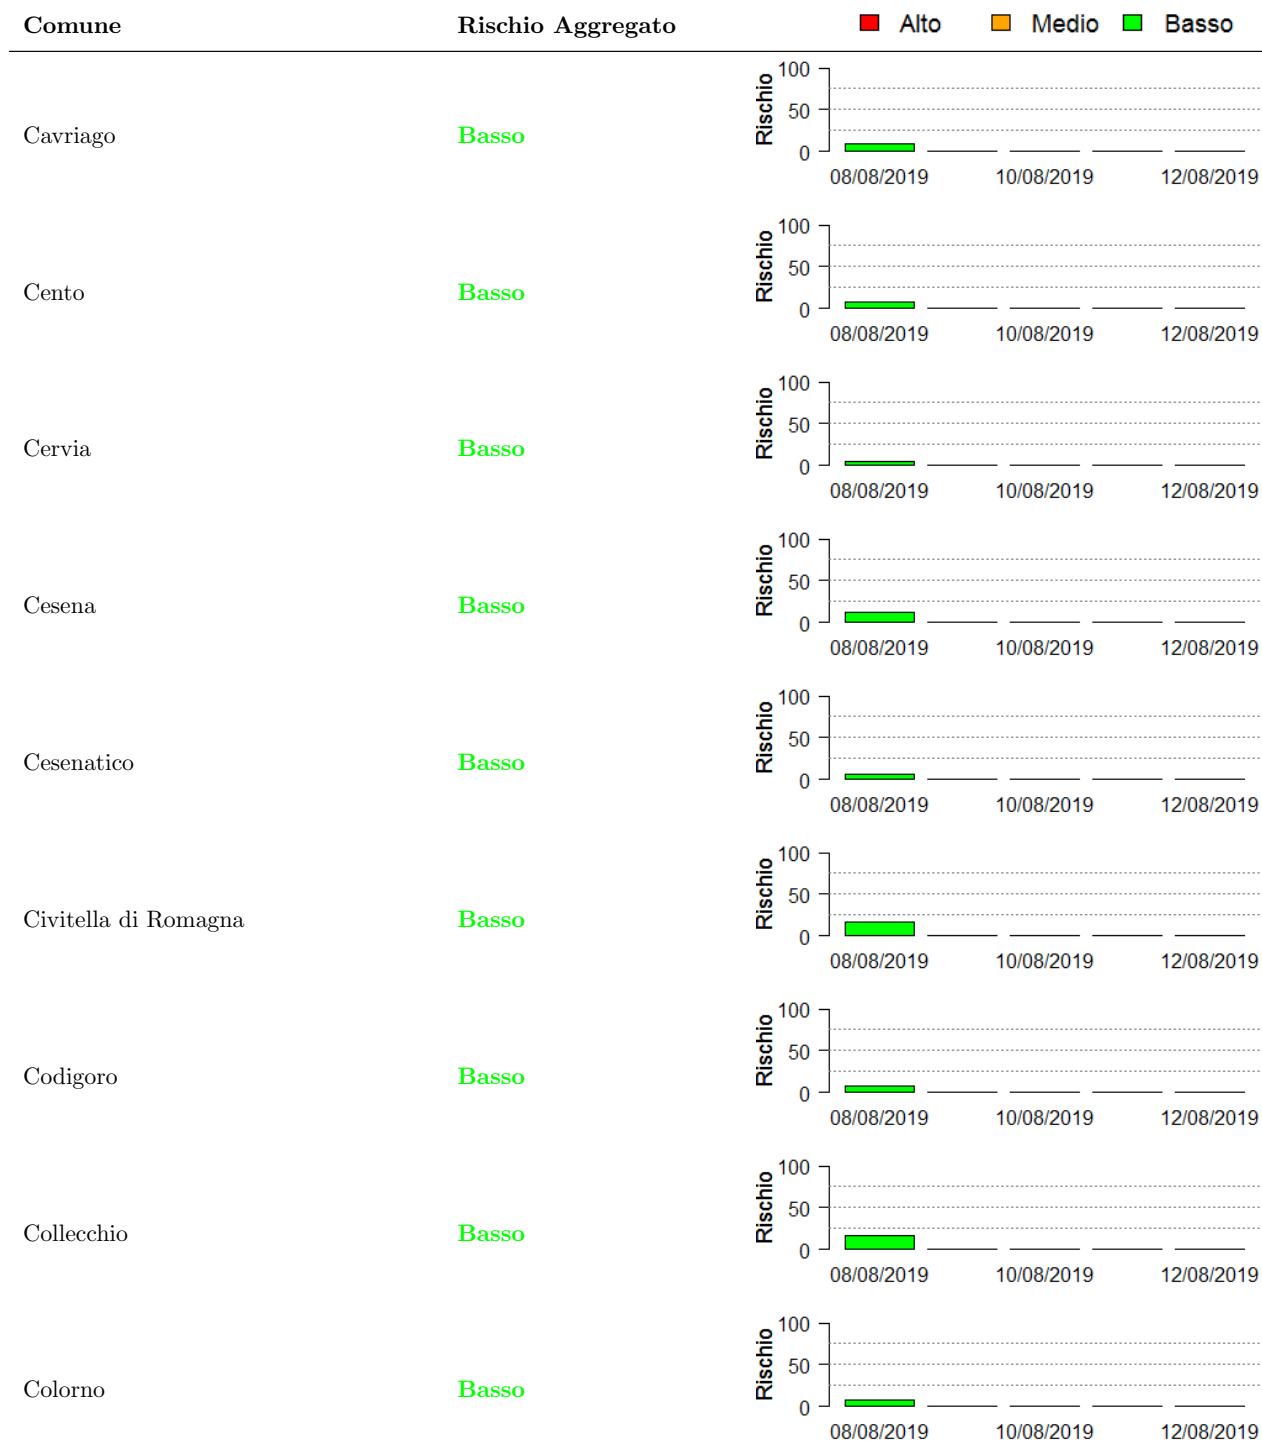 Comune Rischio Aggregato Alto Medio Basso
100
50
0
Rischio
Cavriago Basso
08/08/2019 10/08/2019 12/08/2019
100
50
0
Rischio
Cento Basso
08/08/2019 10/08/2019 12/08/2019
100
50
0
Rischio
Cervia Basso
08/08/2019 10/08/2019 12/08/2019
100
50
0
Rischio
Cesena Basso
08/08/2019 10/08/2019 12/08/2019
100
50
0
Rischio
Cesenatico Basso
08/08/2019 10/08/2019 12/08/2019
100
50
0
Rischio
Civitella di Romagna Basso
08/08/2019 10/08/2019 12/08/2019
100
50
0
Rischio
Codigoro Basso
08/08/2019 10/08/2019 12/08/2019
100
50
0
Rischio
Collecchio Basso
08/08/2019 10/08/2019 12/08/2019
100
50
0
Rischio
Colorno Basso
08/08/2019 10/08/2019 12/08/2019